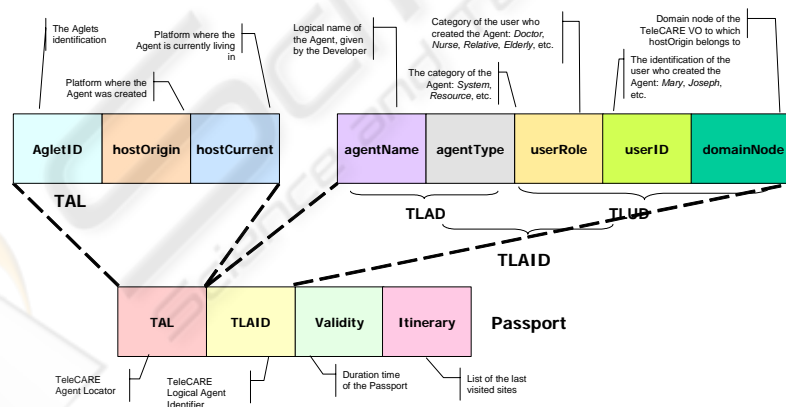 The Aglets
identification
Platform where the
Agent was created
Platform where the
Agent is currently living
in
Logical name of
the Agent, given
by the Developer
The category of the
Agent: System,
Resource, etc.
Category of the user who
created the Agent: Doctor,
Nurse, Relative, Elderly, etc.
The identification of the
user who created the
Agent: Mary, Joseph,
etc.
Domain node of the
TeleCARE VO to which
hostOrigin belongs to
AgletID hostOrigin hostCurrent
agentName agentType userRole userID domainNode
TAL
TLAD TLUD
TLAID
TAL TLAID Validity Itinerary
Passport
TeleCARE
Agent Locator
TeleCARE
Logical Agent
Identifier
Duration time
of the Passport
List of the last
visited sites